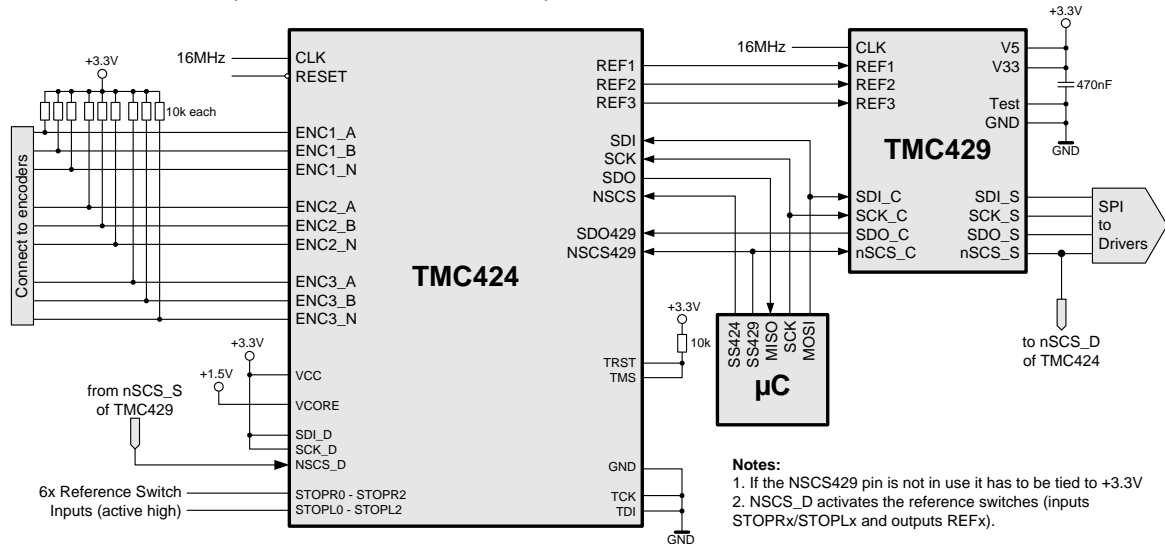 +3.3V
16MHz
CLK
RESET
+3.3V
10k each
Connect to encoders
ENC1_A
ENC1_B
ENC1_N
ENC2_A
ENC2_B
ENC2_N
ENC3_A
ENC3_B
ENC3_N
+3.3V
VCC
+1.5V
VCORE
from nSCS_S
of TMC429
SDI_D
SCK_D
NSCS_D
6x Reference Switch
Inputs (active high)
STOPR0 - STOPR2
STOPL0 - STOPL2
TMC424
REF1
REF2
REF3
SDI
SCK
SDO
NSCS
SDO429
NSCS429
TRST
TMS
+3.3V
10k
GND
TCK
TDI
GND
SS424
SS429
MISO
SCK
MOSI
µC
16MHz
CLK
REF1
REF2
REF3
TMC429
SDI_C
SCK_C
SDO_C
nSCS_C
V5
V33
Test
GND
470nF
GND
SDI_S
SCK_S
SDO_S
nSCS_S
SPI
to
Drivers
to nSCS_D
of TMC424
Notes:
1. If the NSCS429 pin is not in use it has to be tied to +3.3V
2. NSCS_D activates the reference switches (inputs
STOPRx/STOPLx and outputs REFx).